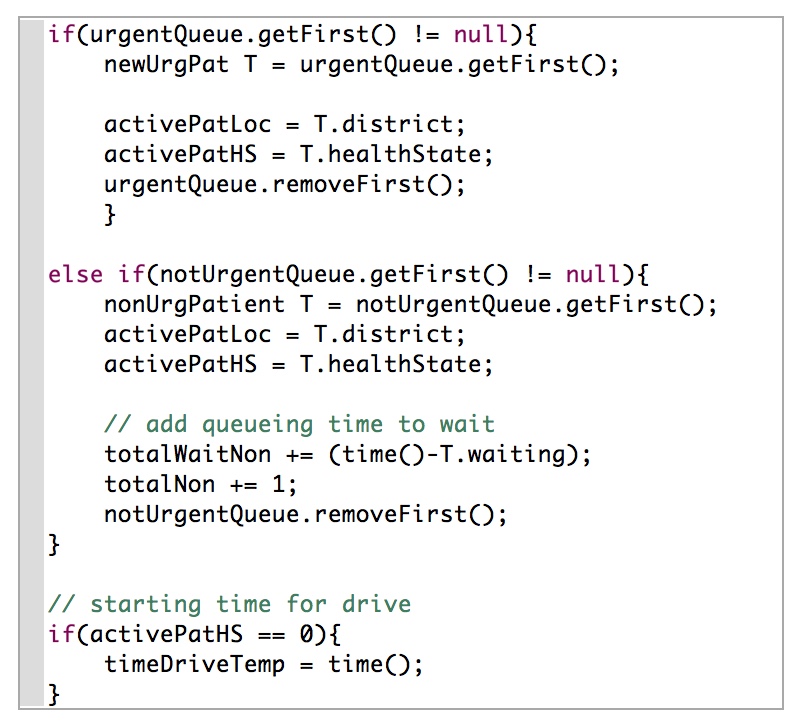 if(urgentQueue.getFirst() != null){
    newUrgPat T = urgentQueue.getFirst();

    activePatLoc = T.district;
    activePatHS = T.healthState;
    urgentQueue.removeFirst();
    }

else if(notUrgentQueue.getFirst() != null){
    nonUrgPatient T = notUrgentQueue.getFirst();
    activePatLoc = T.district;
    activePatHS = T.healthState;

    // add queueing time to wait
    totalWaitNon += (time()-T.waiting);
    totalNon += 1;
    notUrgentQueue.removeFirst();
}

// starting time for drive
if(activePatHS == 0){
    timeDriveTemp = time();
}